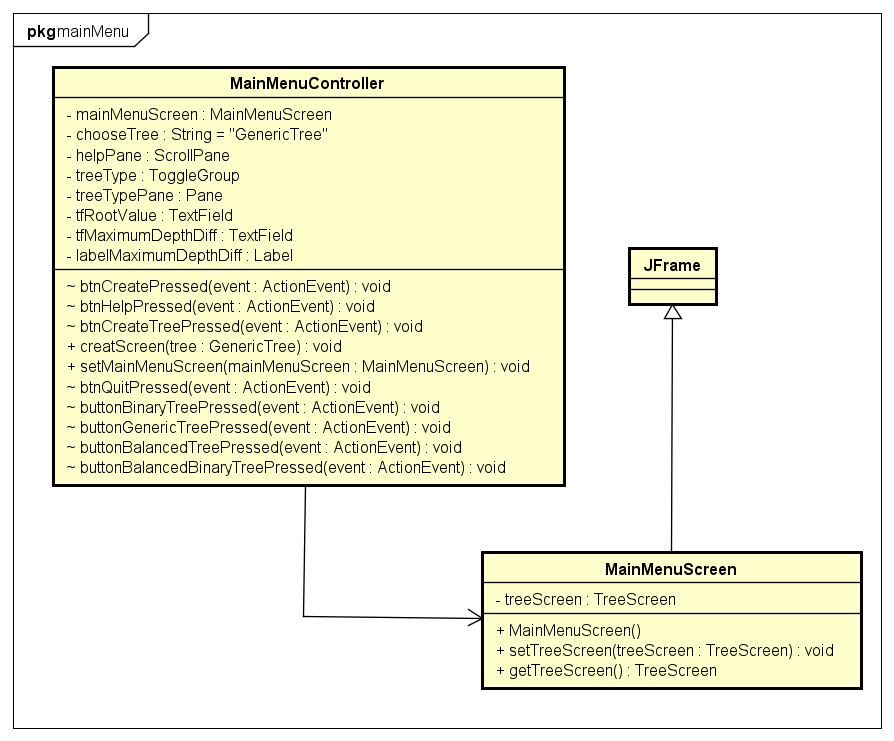 pkg mainMenu
MainMenuController
- mainMenuScreen : MainMenuScreen
- chooseTree : String = "GenericTree"
- helpPane : ScrollPane
- treeType : ToggleGroup
- treeTypePane : Pane
- tfRootValue : TextField
- tfMaximumDepthDiff : TextField
- labelMaximumDepthDiff : Label
~ btnCreatePressed(event : ActionEvent) : void
~ btnHelpPressed(event : ActionEvent) : void
~ btnCreateTreePressed(event : ActionEvent) : void
+ creatScreen(tree : GenericTree) : void
+ setMainMenuScreen(mainMenuScreen : MainMenuScreen) : void
~ btnQuitPressed(event : ActionEvent) : void
~ buttonBinaryTreePressed(event : ActionEvent) : void
~ buttonGenericTreePressed(event : ActionEvent) : void
~ buttonBalancedTreePressed(event : ActionEvent) : void
~ buttonBalancedBinaryTreePressed(event : ActionEvent) : void
JFrame
MainMenuScreen
- treeScreen : TreeScreen
+ MainMenuScreen()
+ setTreeScreen(treeScreen : TreeScreen) : void
+ getTreeScreen() : TreeScreen